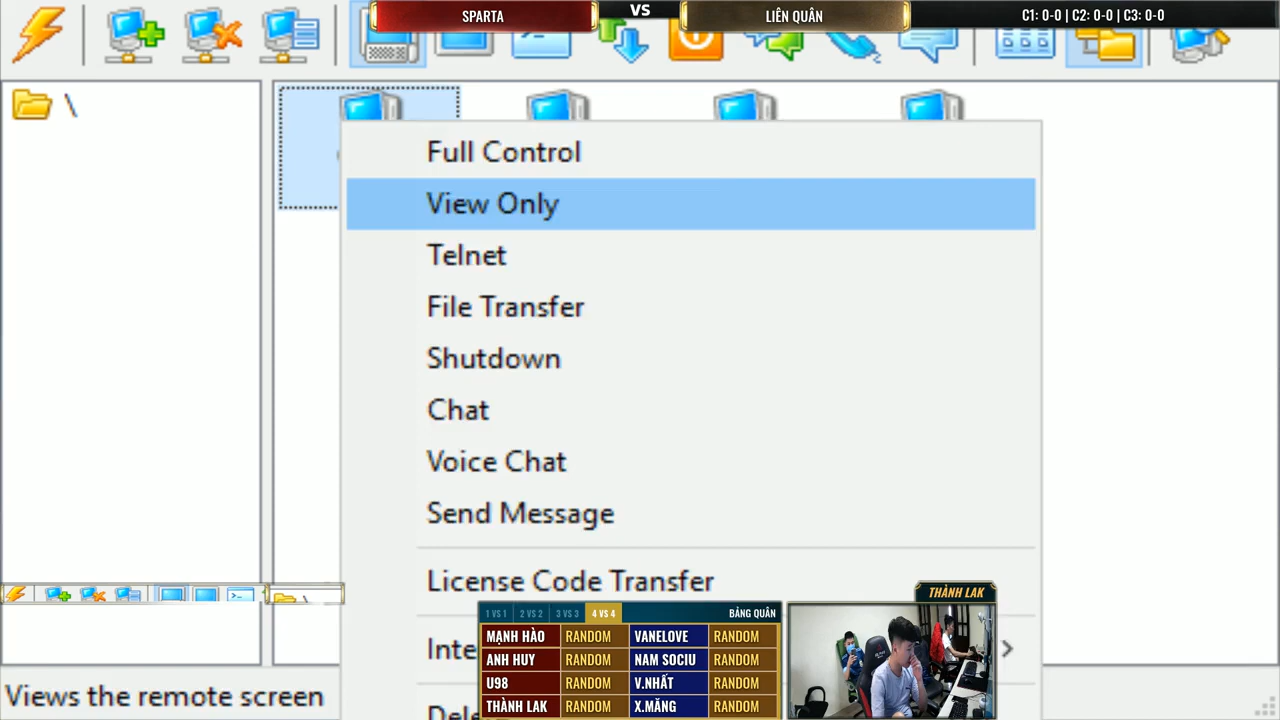 SPARTA
VS
LIÊN QUÂN
C1: 0-0 | C2: 0-0 | C3: 0-0
\
Full Control
View Only
Telnet
File Transfer
Shutdown
Chat
Voice Chat
Send Message
License Code Transfer
Inte
Dele
Views the remote screen
1 VS 1 2 VS 2 3 VS 3 4 VS 4 BẢNG QUÂN
MẠNH HÀO RANDOM VANELOVE RANDOM
ANH HUY RANDOM NAM SOCIU RANDOM
U98 RANDOM V.NHẤT RANDOM
THÀNH LAK RANDOM X.MĂNG RANDOM
THÀNH LAK